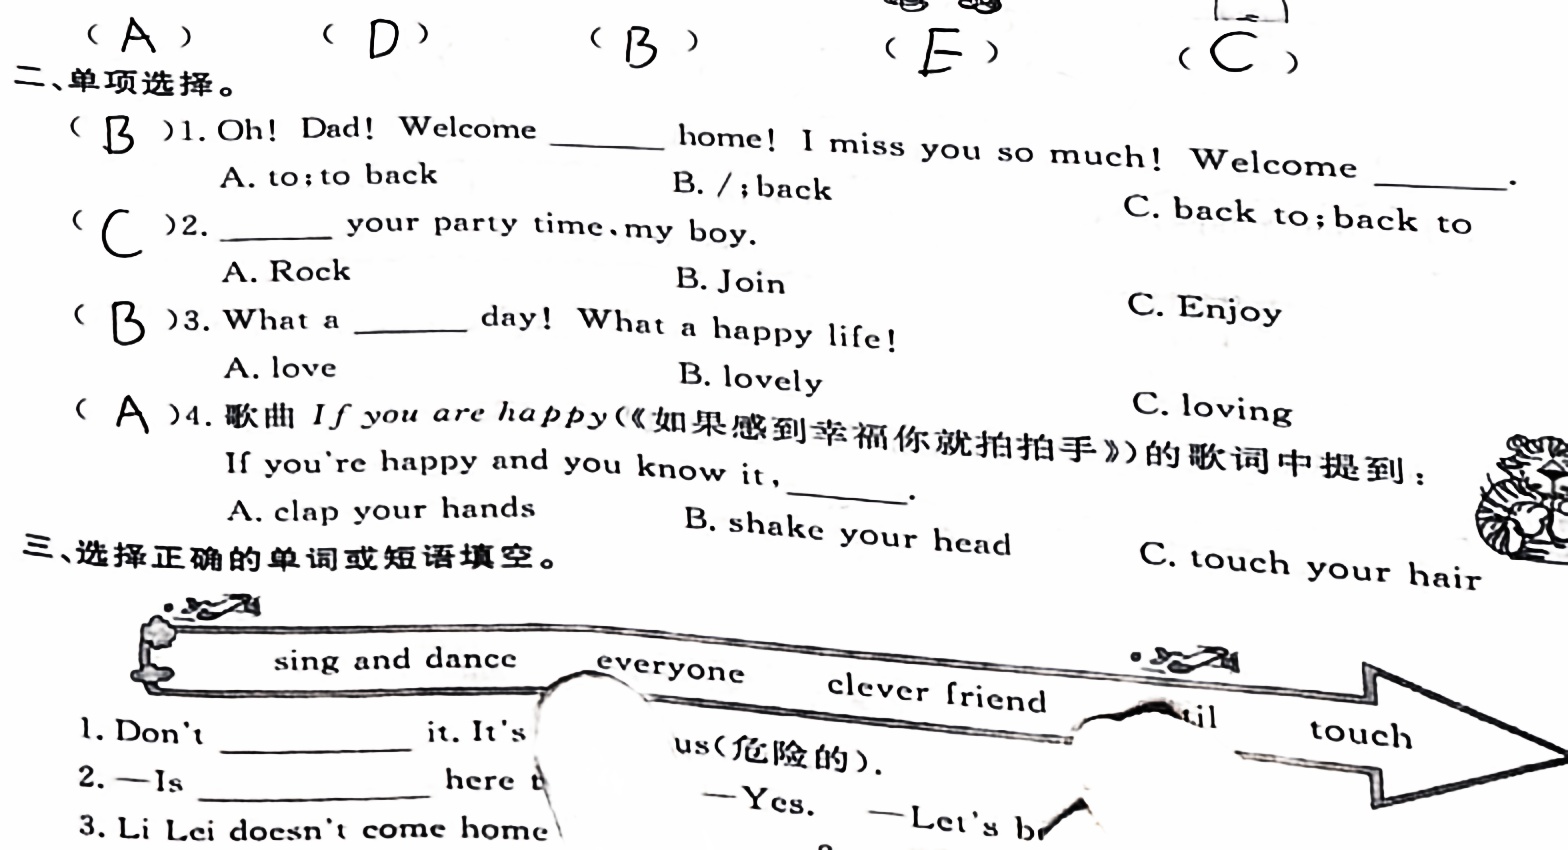 ( A ) ( D ) ( B ) ( E ) ( C )
二、单项选择。
( B )1. Oh! Dad! Welcome ______ home! I miss you so much! Welcome ______.
A. to;to back B. /;back C. back to;back to
( C )2. ______ your party time,my boy.
A. Rock B. Join C. Enjoy
( B )3. What a ______ day! What a happy life!
A. love B. lovely C. loving
( A )4. 歌曲 If you are happy(《如果感到幸福你就拍拍手》)的歌词中提到:
If you're happy and you know it,______.
A. clap your hands B. shake your head C. touch your hair
三、选择正确的单词或短语填空。
sing and dance everyone clever friend til touch
1. Don't ______ it. It's us(危险的).
2. —Is ______ here t —Yes. —Let's b
3. Li Lei doesn't come home